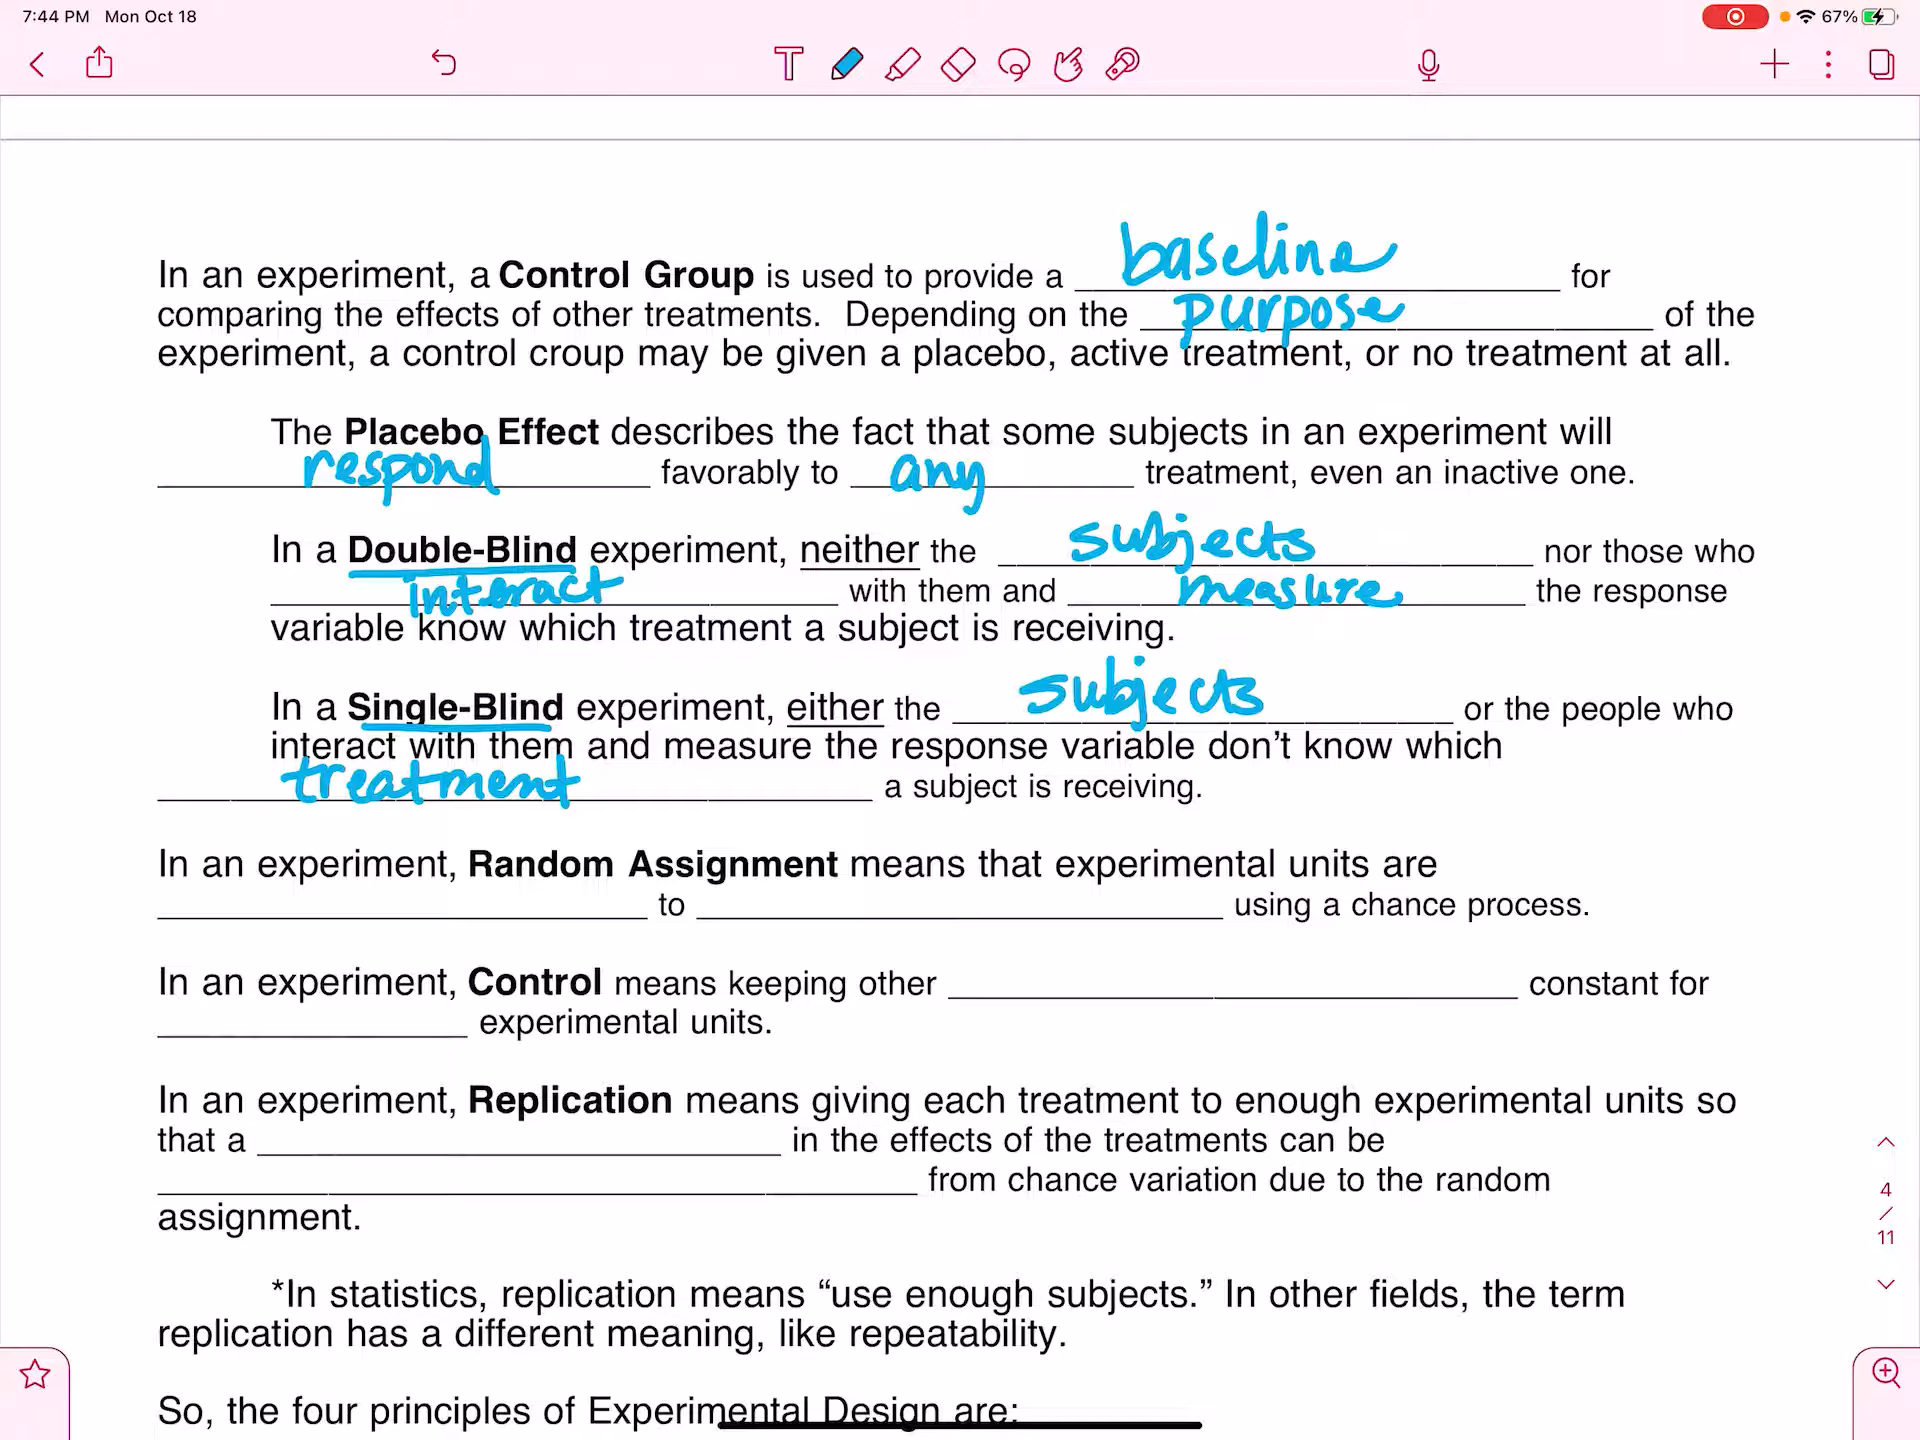 7:44 PM Mon Oct 18
67%
T
In an experiment, a Control Group is used to provide a baseline for
comparing the effects of other treatments. Depending on the purpose of the
experiment, a control croup may be given a placebo, active treatment, or no treatment at all.
The Placebo Effect describes the fact that some subjects in an experiment will
respond favorably to any treatment, even an inactive one.
In a Double-Blind experiment, neither the subjects nor those who
interact with them and measure the response
variable know which treatment a subject is receiving.
In a Single-Blind experiment, either the subjects or the people who
interact with them and measure the response variable don't know which
treatment a subject is receiving.
In an experiment, Random Assignment means that experimental units are
____ to ____ using a chance process.
In an experiment, Control means keeping other ____ constant for
____ experimental units.
In an experiment, Replication means giving each treatment to enough experimental units so
that a ____ in the effects of the treatments can be
____ from chance variation due to the random
assignment.
*In statistics, replication means “use enough subjects.” In other fields, the term
replication has a different meaning, like repeatability.
So, the four principles of Experimental Design are:
4
/
11